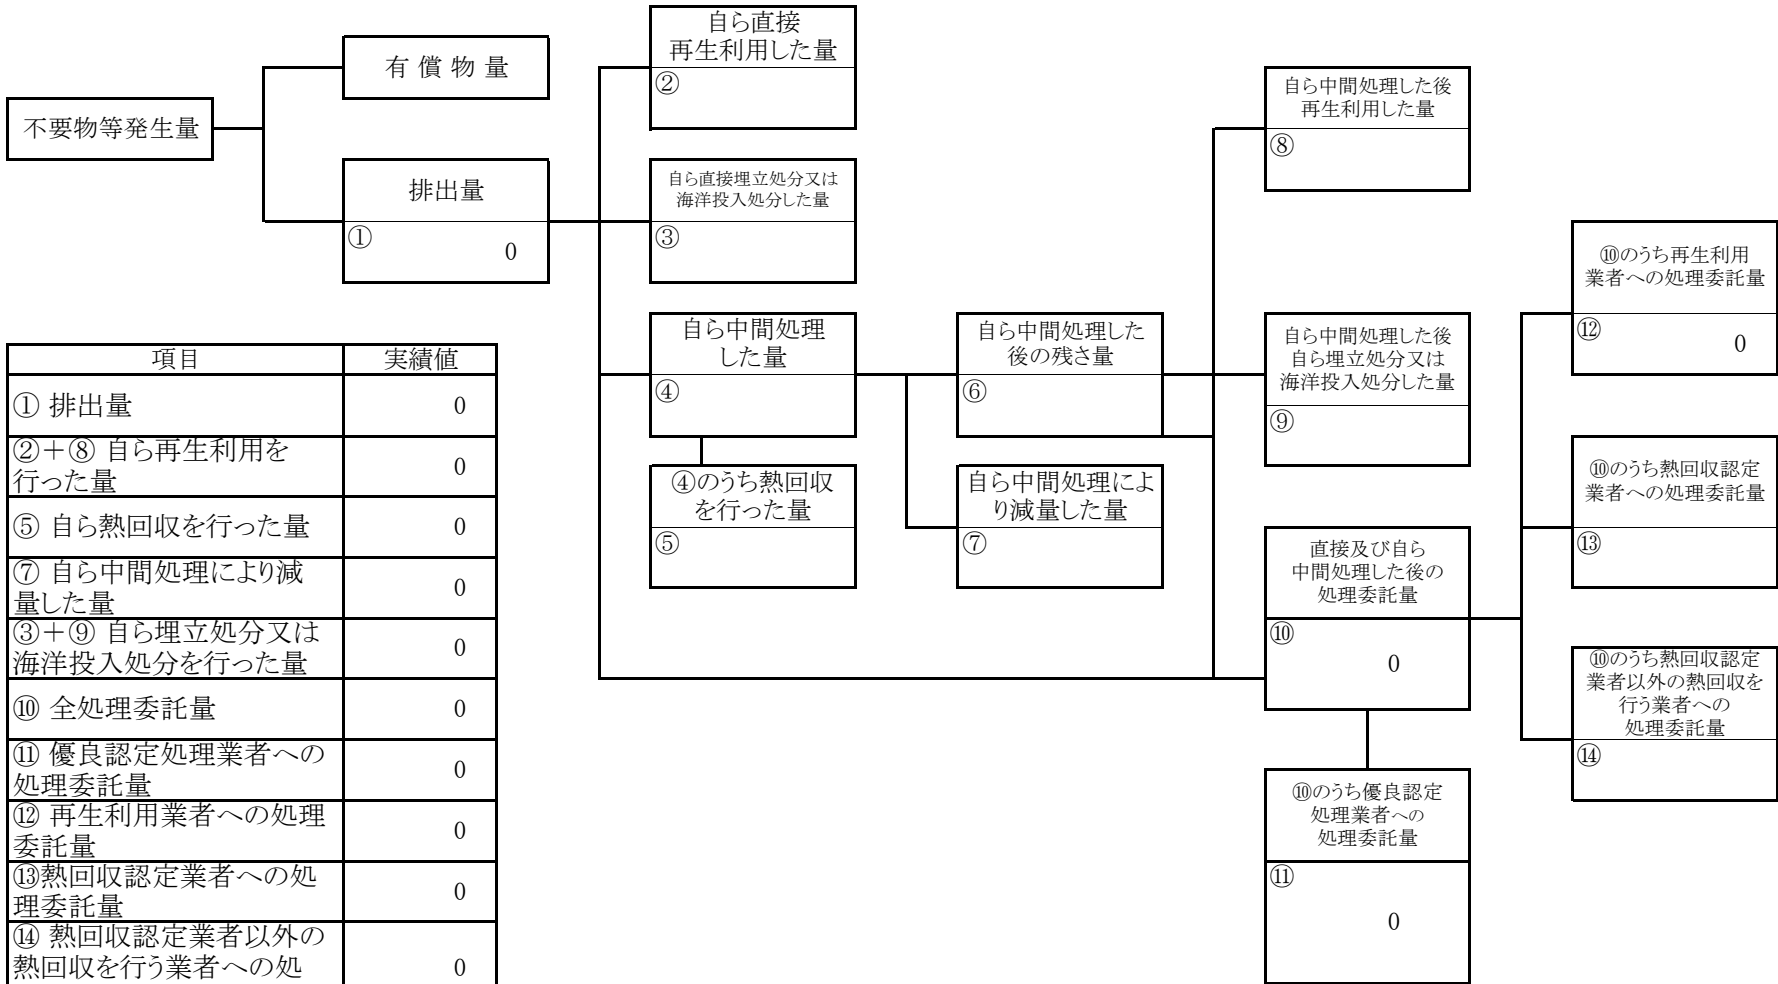 不要物等発生量
有償物量
排出量
①
0
自ら直接
再生利用した量
②
自ら直接埋立処分又は
海洋投入処分した量
③
自ら中間処理
した量
④
④のうち熱回収
を行った量
⑤
自ら中間処理した
後の残さ量
⑥
自ら中間処理によ
り減量した量
⑦
自ら中間処理した後
再生利用した量
⑧
自ら中間処理した後
自ら埋立処分又は
海洋投入処分した量
⑨
直接及び自ら
中間処理した後の
処理委託量
⑩
0
⑩のうち優良認定
処理業者への
処理委託量
⑪
0
⑩のうち再生利用
業者への処理委託量
⑫
0
⑩のうち熱回収認定
業者への処理委託量
⑬
⑩のうち熱回収認定
業者以外の熱回収を
行う業者への
処理委託量
⑭
項目 実績値
① 排出量 0
②+⑧ 自ら再生利用を
行った量 0
⑤ 自ら熱回収を行った量 0
⑦ 自ら中間処理により減
量した量 0
③+⑨ 自ら埋立処分又は
海洋投入処分を行った量 0
⑩ 全処理委託量 0
⑪ 優良認定処理業者への
処理委託量 0
⑫ 再生利用業者への処理
委託量 0
⑬熱回収認定業者への処
理委託量 0
⑭ 熱回収認定業者以外の
熱回収を行う業者への処 0